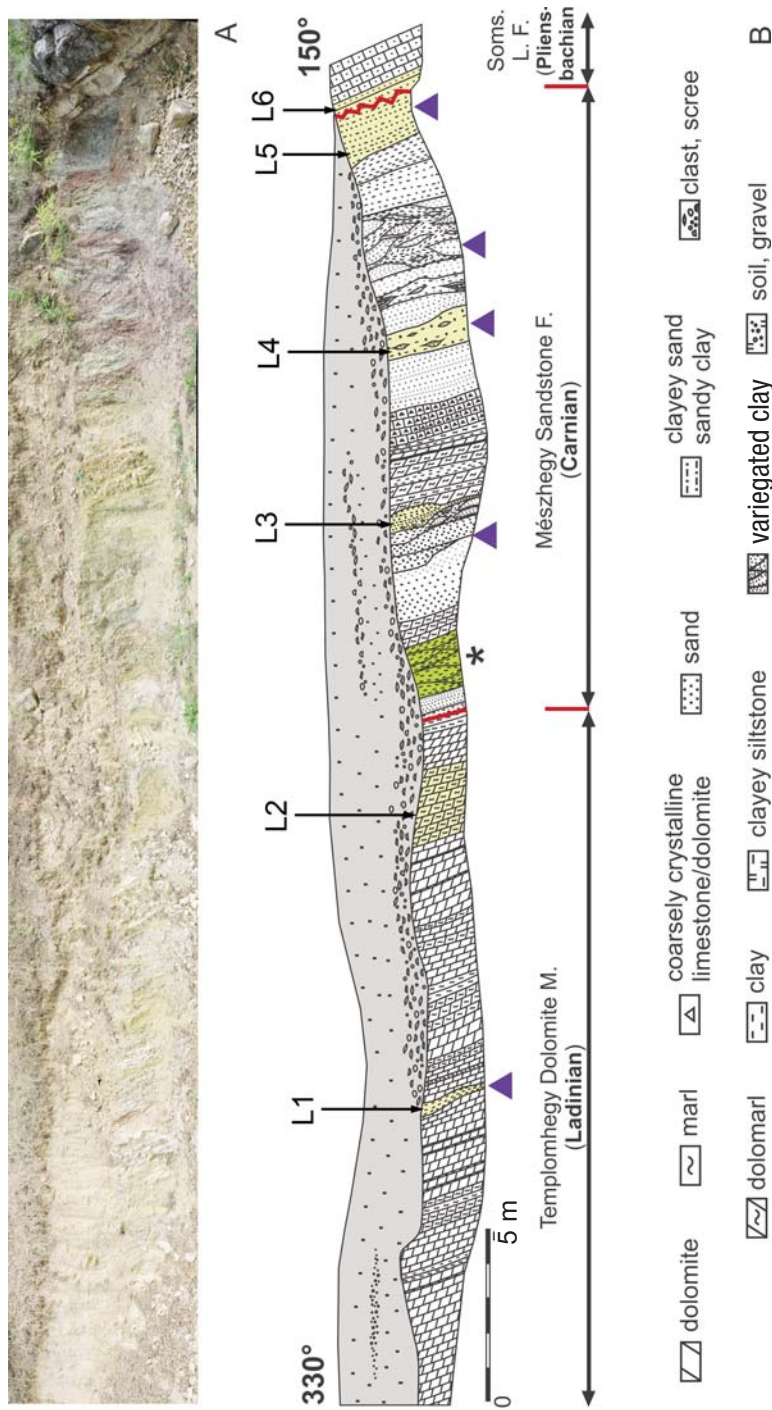 A
330°
150°
L1
L2
L3
L4
L5
L6
*
0
5 m
Templomhegy Dolomite M.
(Ladinian)
Mészhegy Sandstone F.
(Carnian)
Soms.
L. F.
(Pliens-
bachian)
dolomite
marl
coarsely crystalline
limestone/dolomite
sand
clayey sand
sandy clay
clast, scree
dolomarl
clay
clayey siltstone
variegated clay
soil, gravel
B